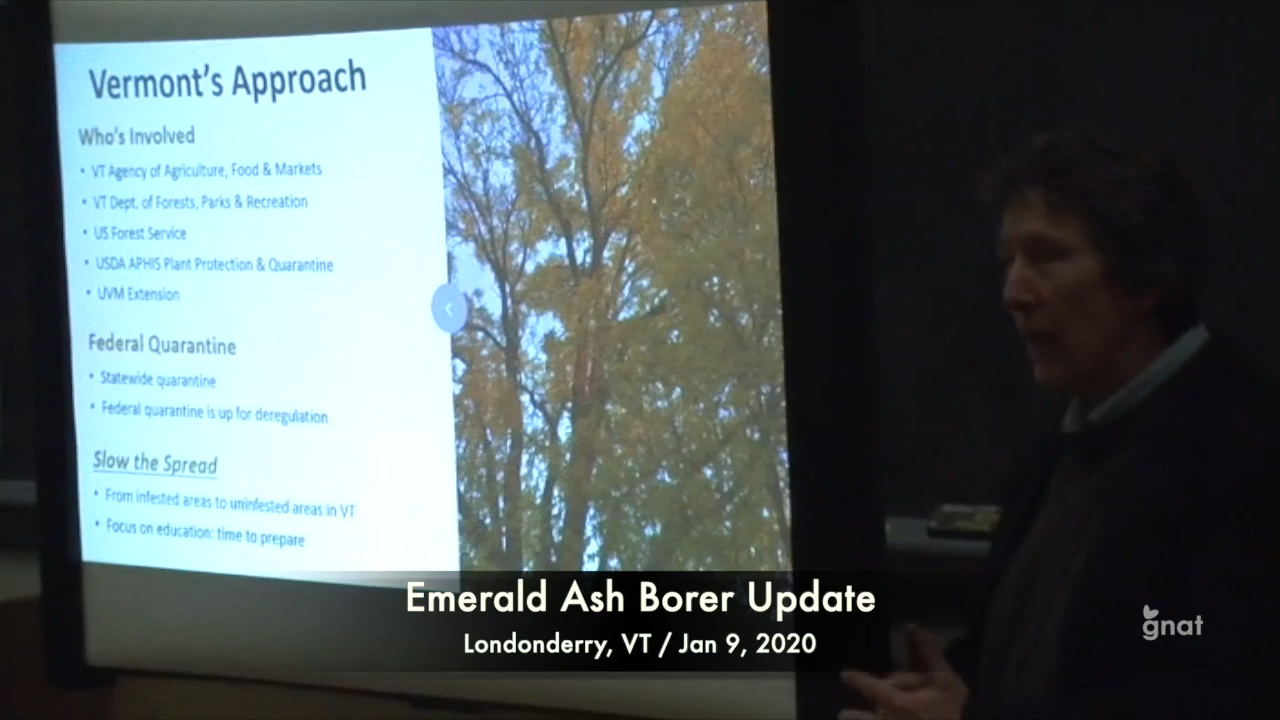 Vermont's Approach
Who's Involved
• VT Agency of Agriculture, Food & Markets
• VT Dept. of Forests, Parks & Recreation
• US Forest Service
• USDA APHIS Plant Protection & Quarantine
• UVM Extension
Federal Quarantine
• Statewide quarantine
• Federal quarantine is up for deregulation
Slow the Spread
• From infested areas to uninfested areas in VT
• Focus on education: time to prepare
Emerald Ash Borer Update
Londonderry, VT / Jan 9, 2020
gnat